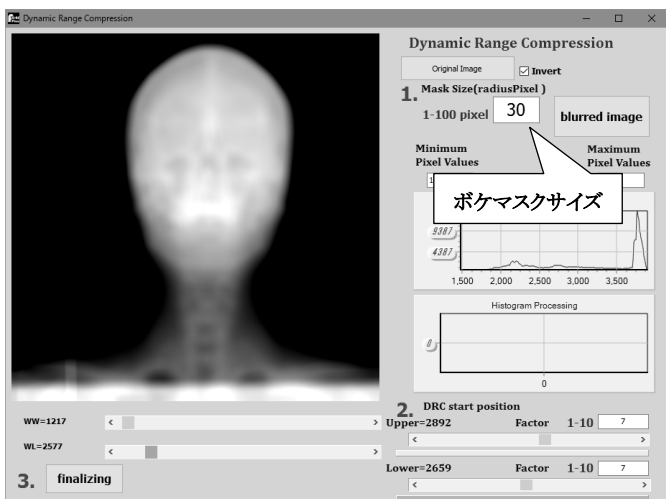 Dynamic Range Compression
Dynamic Range Compression
Original Image
Invert
1. Mask Size(radiusPixel )
1-100 pixel 30
blurred image
Minimum
Pixel Values
Maximum
Pixel Values
ボケマスクサイズ
9387
4387
1,500 2,000 2,500 3,000 3,500
Histogram Processing
0
0
WW=1217
WL=2577
2. DRC start position
Upper=2892 Factor 1-10 7
Lower=2659 Factor 1-10 7
3. finalizing